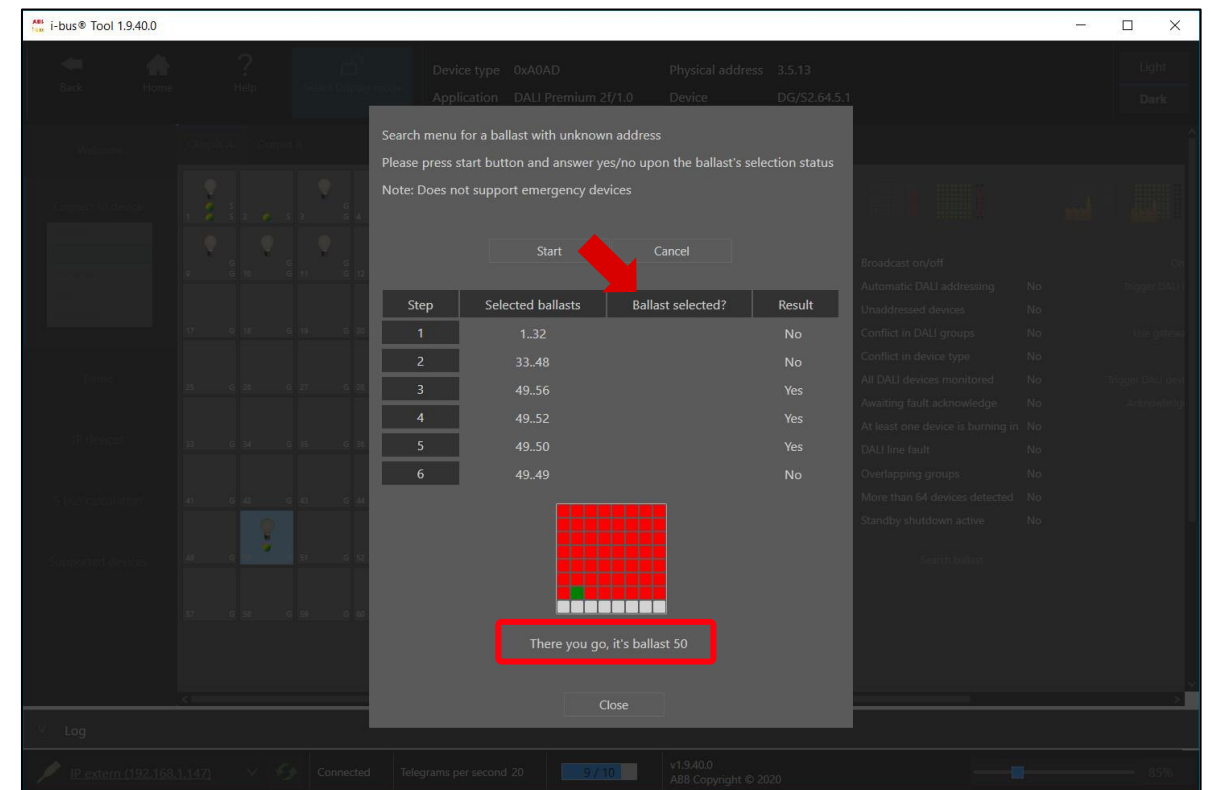 ABB i-bus® Tool 1.9.40.0
Back Home Help
Device type 0xA0AD Physical address 3.5.13
Application DALI Premium 2f/1.0 Device DG/S2.64.5.1
Light
Dark
Search menu for a ballast with unknown address
Please press start button and answer yes/no upon the ballast's selection status
Note: Does not support emergency devices
Start Cancel
Step Selected ballasts Ballast selected? Result
1 1..32 No
2 33..48 No
3 49..56 Yes
4 49..52 Yes
5 49..50 Yes
6 49..49 No
There you go, it's ballast 50
Close
Broadcast on/off On
Automatic DALI addressing No
Unaddressed devices No
Conflict in DALI groups No
Conflict in device type No
All DALI devices monitored No
Awaiting fault acknowledge No
At least one device is burning in No
DALI line fault No
Overlapping groups No
More than 64 devices detected No
Standby shutdown active No
Search ballast
Log
IP extern (192.168.1.147) Connected Telegrams per second 20 9 / 10
v1.9.40.0
ABB Copyright © 2020
85%